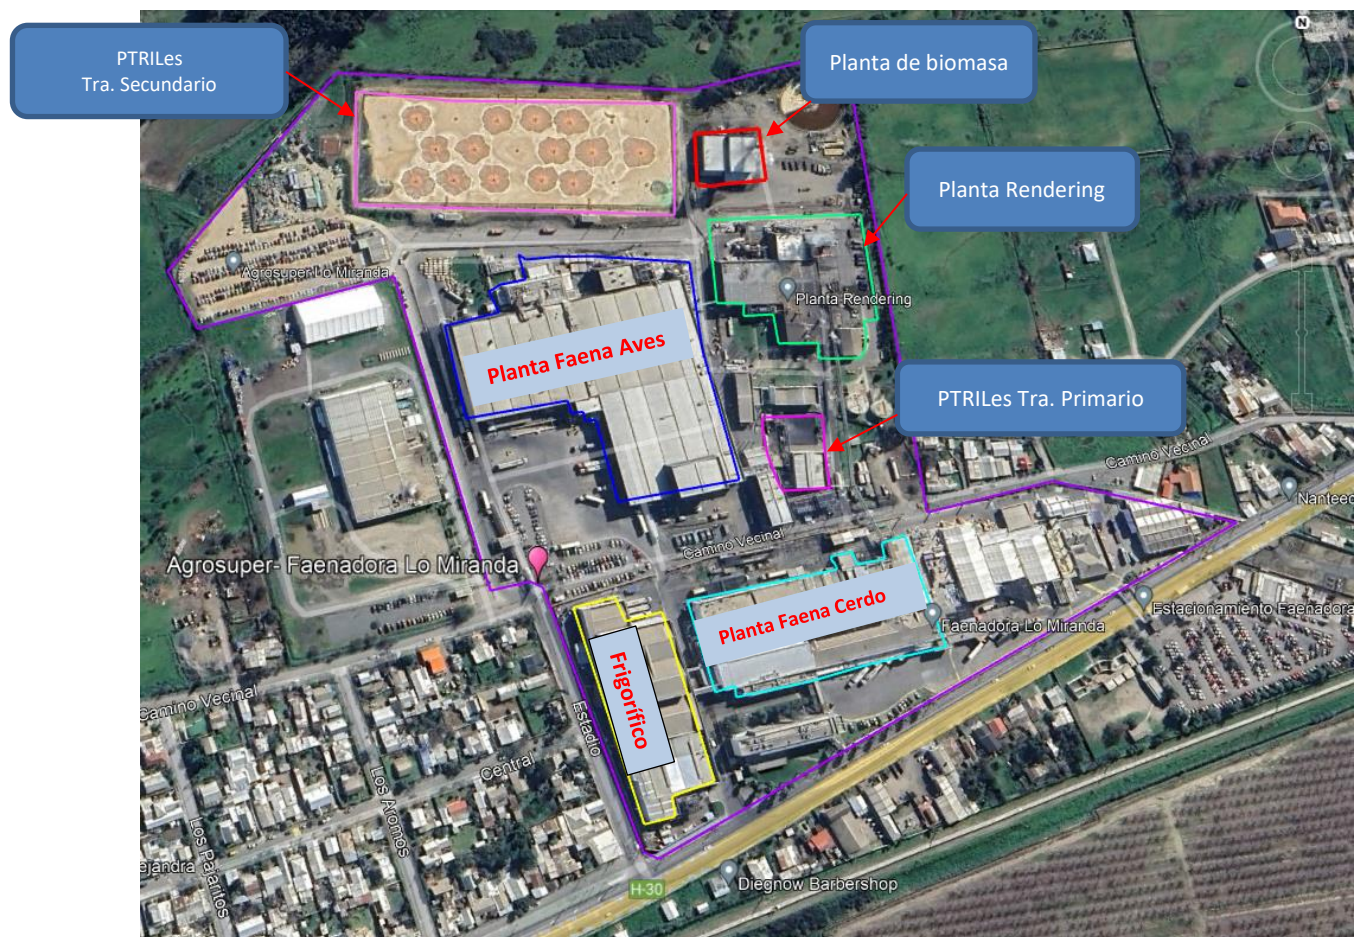 N
PTRILes
Tra. Secundario
Planta de biomasa
Planta Rendering
Agrosuper Lo Miranda
Planta Rendering
Planta Faena Aves
PTRILes Tra. Primario
Camino Vecinal
Nanteec
Camino Vecinal
Agrosuper- Faenadora Lo Miranda
Planta Faena Cerdo
Estacionamiento Faenadora
Faenadora Lo Miranda
Frigorífico
Camino Vecinal
Estadio
Central
Los Aromos
Los Pajaritos
ejandra
H-30
Diegnow Barbershop